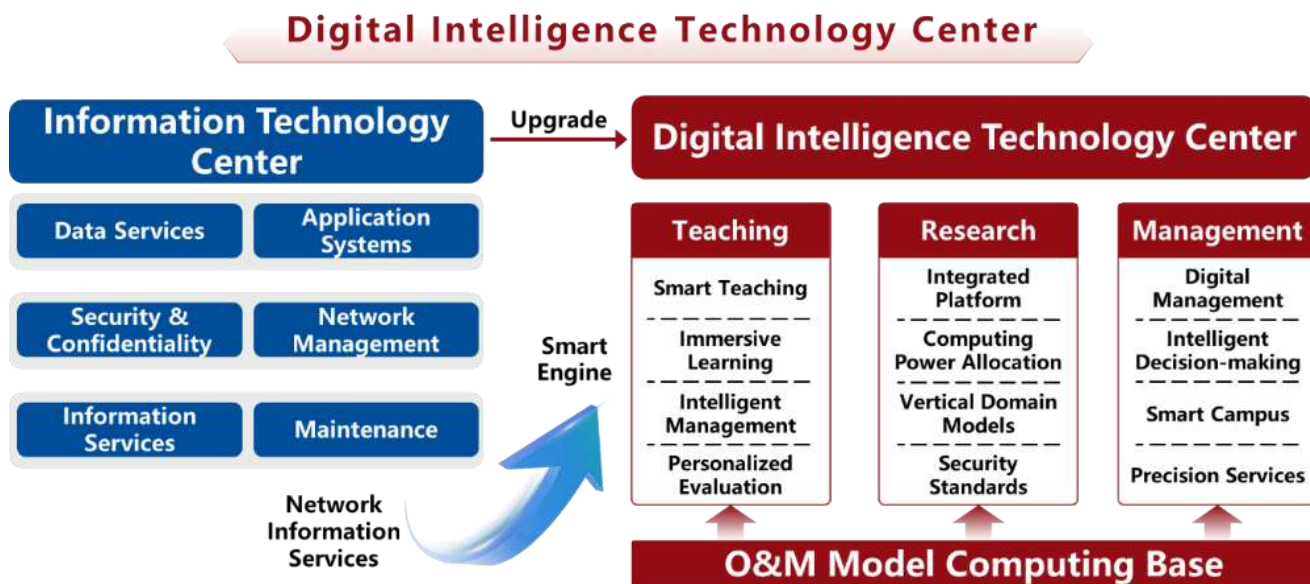 Digital Intelligence Technology Center
Information Technology
Center
Upgrade
Digital Intelligence Technology Center
Data Services
Application
Systems
Security &
Confidentiality
Network
Management
Information
Services
Maintenance
Network
Information
Services
Smart
Engine
Teaching
Smart Teaching
Immersive
Learning
Intelligent
Management
Personalized
Evaluation
Research
Integrated
Platform
Computing
Power Allocation
Vertical Domain
Models
Security
Standards
Management
Digital
Management
Intelligent
Decision-making
Smart Campus
Precision Services
O&M Model Computing Base